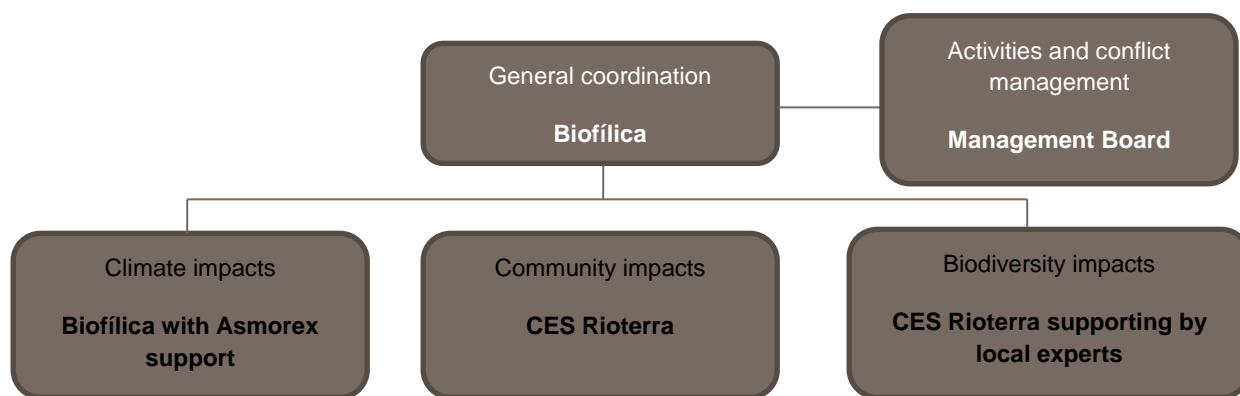 General coordination
Biofílica
Activities and conflict
management
Management Board
Climate impacts
Biofílica with Asmorex
support
Community impacts
CES Rioterra
Biodiversity impacts
CES Rioterra supporting by
local experts